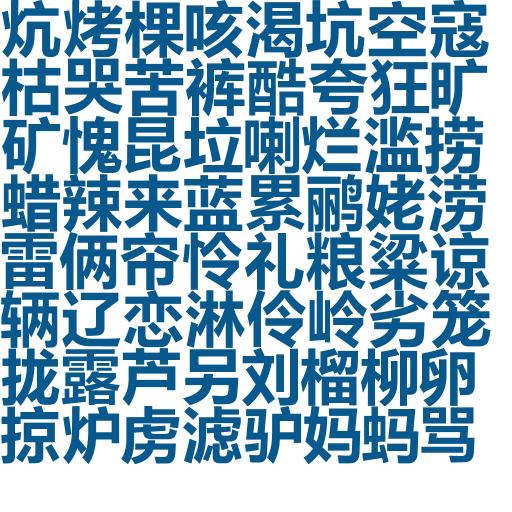 炕烤棵咳渴坑空寇
枯哭苦裤酷夸狂旷
矿愧昆垃喇烂滥捞
蜡辣来蓝累鹂姥涝
雷俩帘怜礼粮粱谅
辆辽恋淋伶岭劣笼
拢露芦另刘榴柳卵
掠炉虏滤驴妈蚂骂